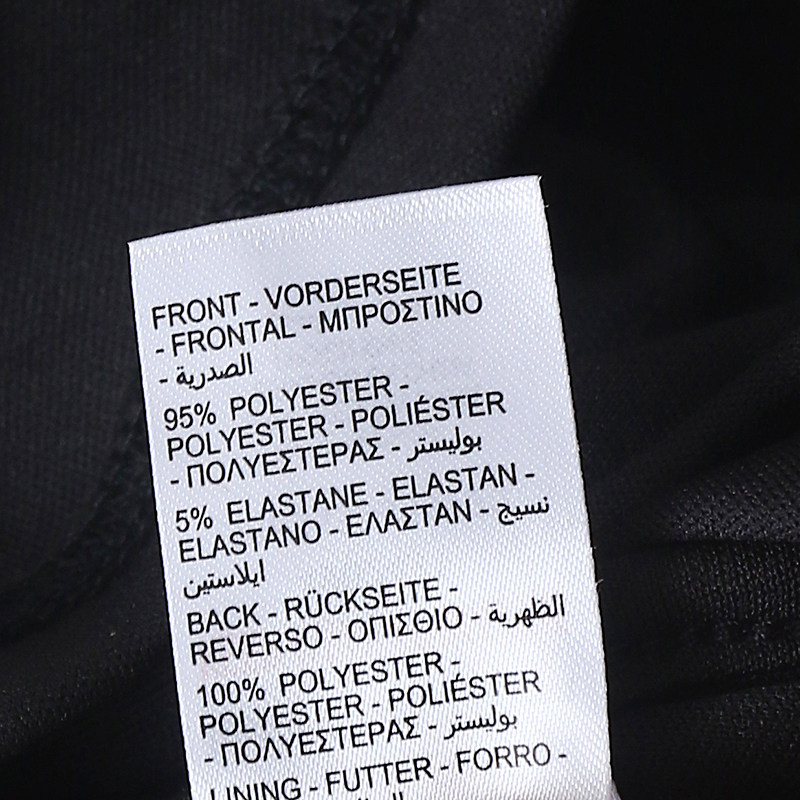 FRONT - VORDERSEITE
- FRONTAL - ΜΠΡΟΣΤΙΝΟ
- الصدرية
95% POLYESTER -
POLYESTER - POLIÉSTER
- ΠΟΛΥΕΣΤΕΡΑΣ - بوليستر
5% ELASTANE - ELASTAN -
ELASTANO - ΕΛΑΣΤΑΝ - نسيج
ايلاستين
BACK - RÜCKSEITE -
REVERSO - ΟΠΙΣΘΙΟ - الظهرية
100% POLYESTER -
POLYESTER - POLIÉSTER
- ΠΟΛΥΕΣΤΕΡΑΣ - بوليستر
LINING - FUTTER - FORRO -